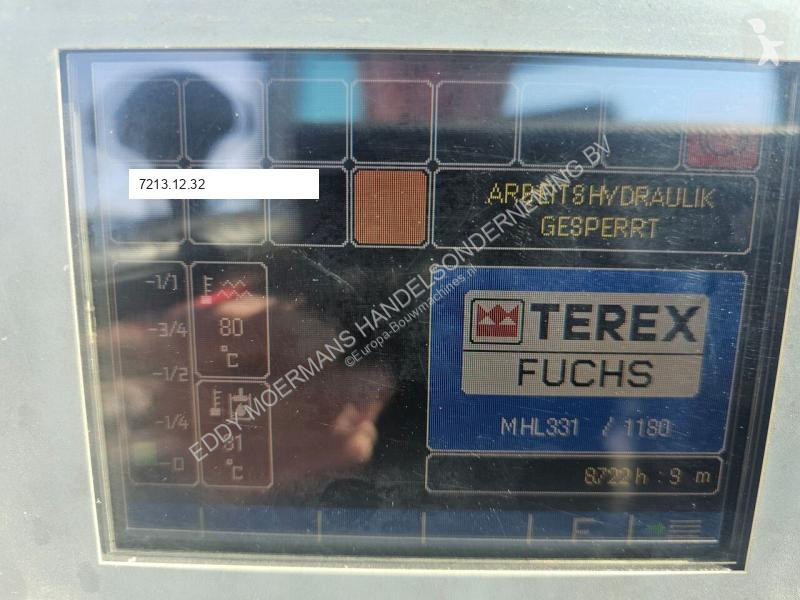 7213.12.32
ARBEITSHYDRAULIK
GESPERRT
-1/1
-3/4
-1/2
-1/4
-0
80
°C
81
°C
TEREX
FUCHS
MHL331 / 1180
8722 h : 9 m
F
EDDY MOERMANS HANDELSONDERNEMING BV
©Europa-Bouwmachines.nl